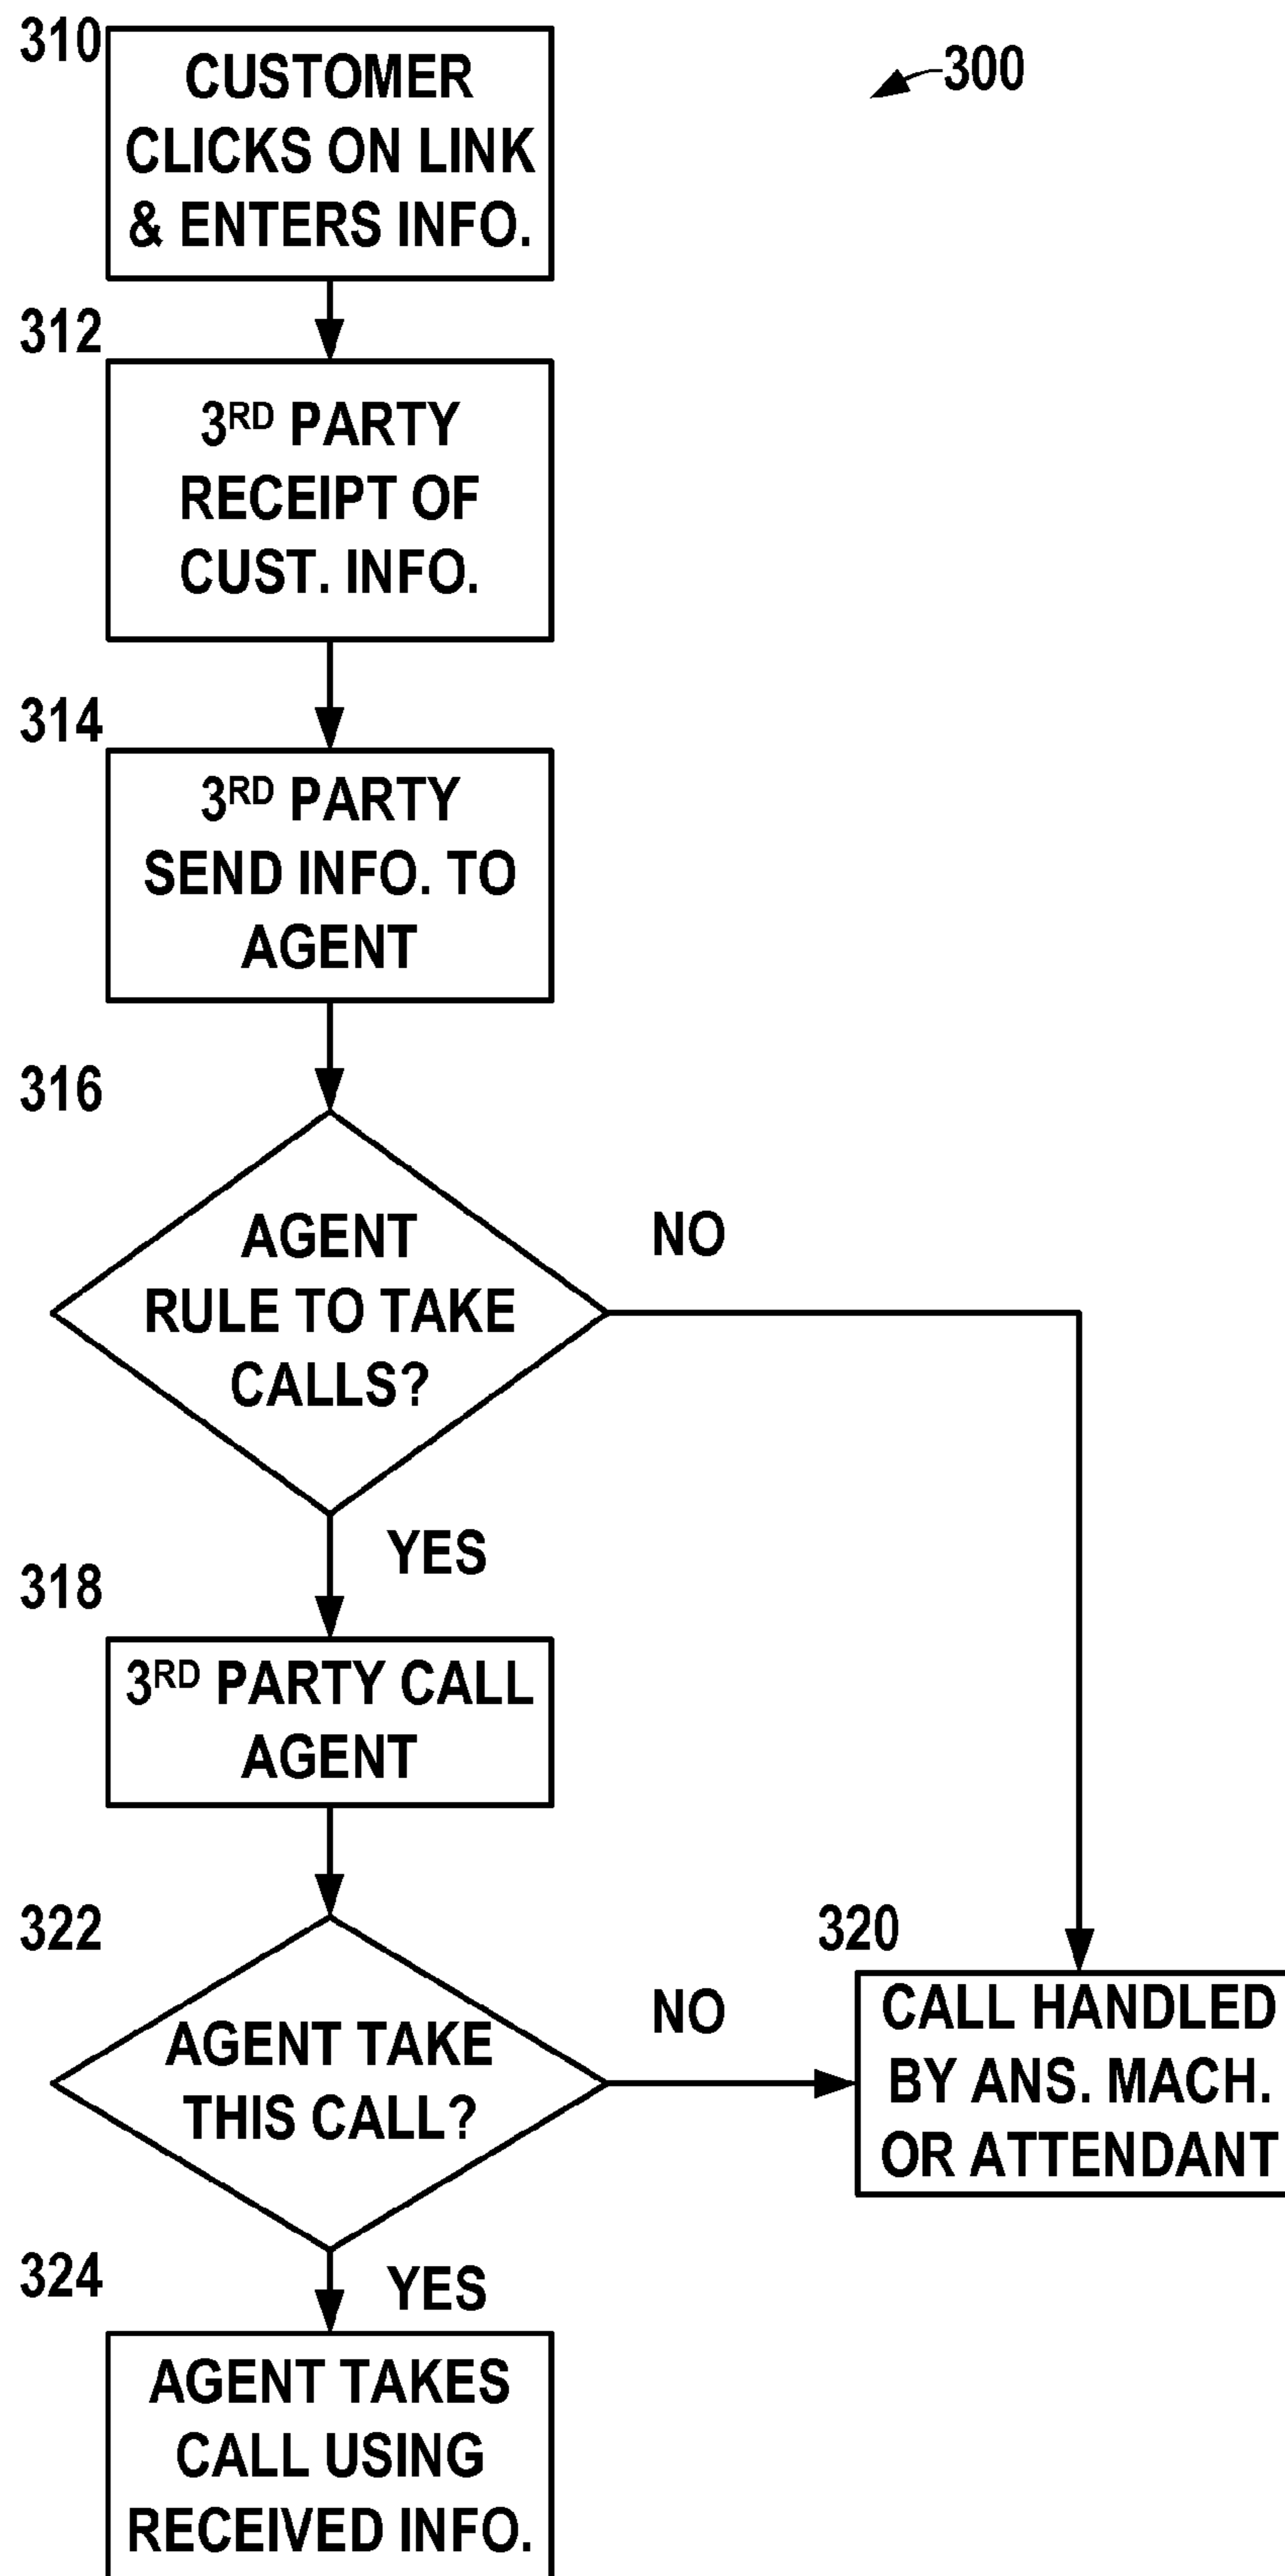 310
CUSTOMER
CLICKS ON LINK
& ENTERS INFO.
300
312
3RD PARTY
RECEIPT OF
CUST. INFO.
314
3RD PARTY
SEND INFO. TO
AGENT
316
AGENT
RULE TO TAKE
CALLS?
NO
YES
318
3RD PARTY CALL
AGENT
322
AGENT TAKE
THIS CALL?
NO
320
CALL HANDLED
BY ANS. MACH.
OR ATTENDANT
YES
324
AGENT TAKES
CALL USING
RECEIVED INFO.